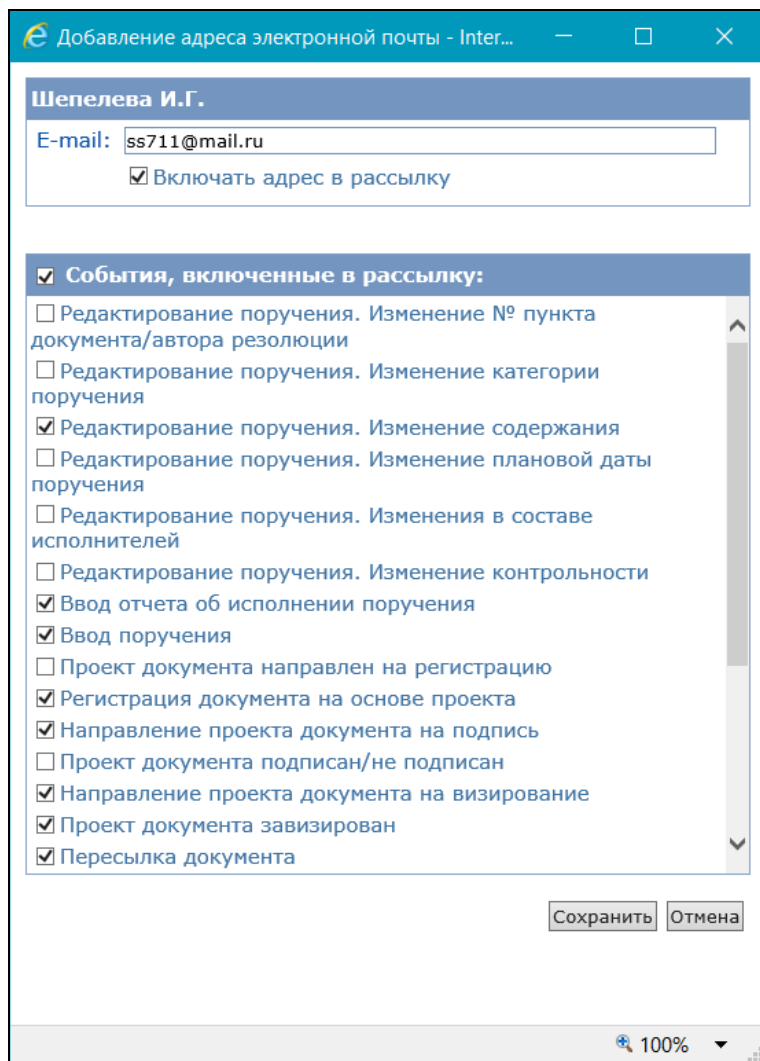 Добавление адреса электронной почты - Inter...
Шепелева И.Г.
E-mail: ss711@mail.ru
Включать адрес в рассылку
События, включенные в рассылку:
Редактирование поручения. Изменение № пункта
документа/автора резолюции
Редактирование поручения. Изменение категории
поручения
Редактирование поручения. Изменение содержания
Редактирование поручения. Изменение плановой даты
поручения
Редактирование поручения. Изменения в составе
исполнителей
Редактирование поручения. Изменение контрольности
Ввод отчета об исполнении поручения
Ввод поручения
Проект документа направлен на регистрацию
Регистрация документа на основе проекта
Направление проекта документа на подпись
Проект документа подписан/не подписан
Направление проекта документа на визирование
Проект документа завизирован
Пересылка документа
Сохранить Отмена
100%